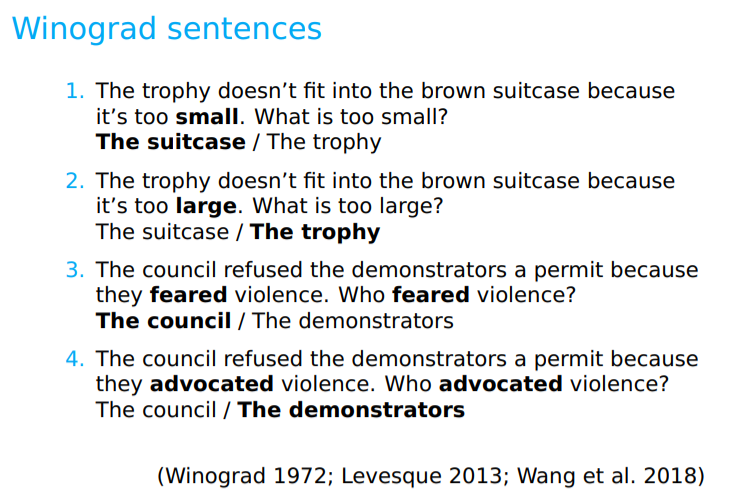 Winograd sentences
1. The trophy doesn’t fit into the brown suitcase because
it’s too small. What is too small?
The suitcase / The trophy
2. The trophy doesn’t fit into the brown suitcase because
it’s too large. What is too large?
The suitcase / The trophy
3. The council refused the demonstrators a permit because
they feared violence. Who feared violence?
The council / The demonstrators
4. The council refused the demonstrators a permit because
they advocated violence. Who advocated violence?
The council / The demonstrators
(Winograd 1972; Levesque 2013; Wang et al. 2018)